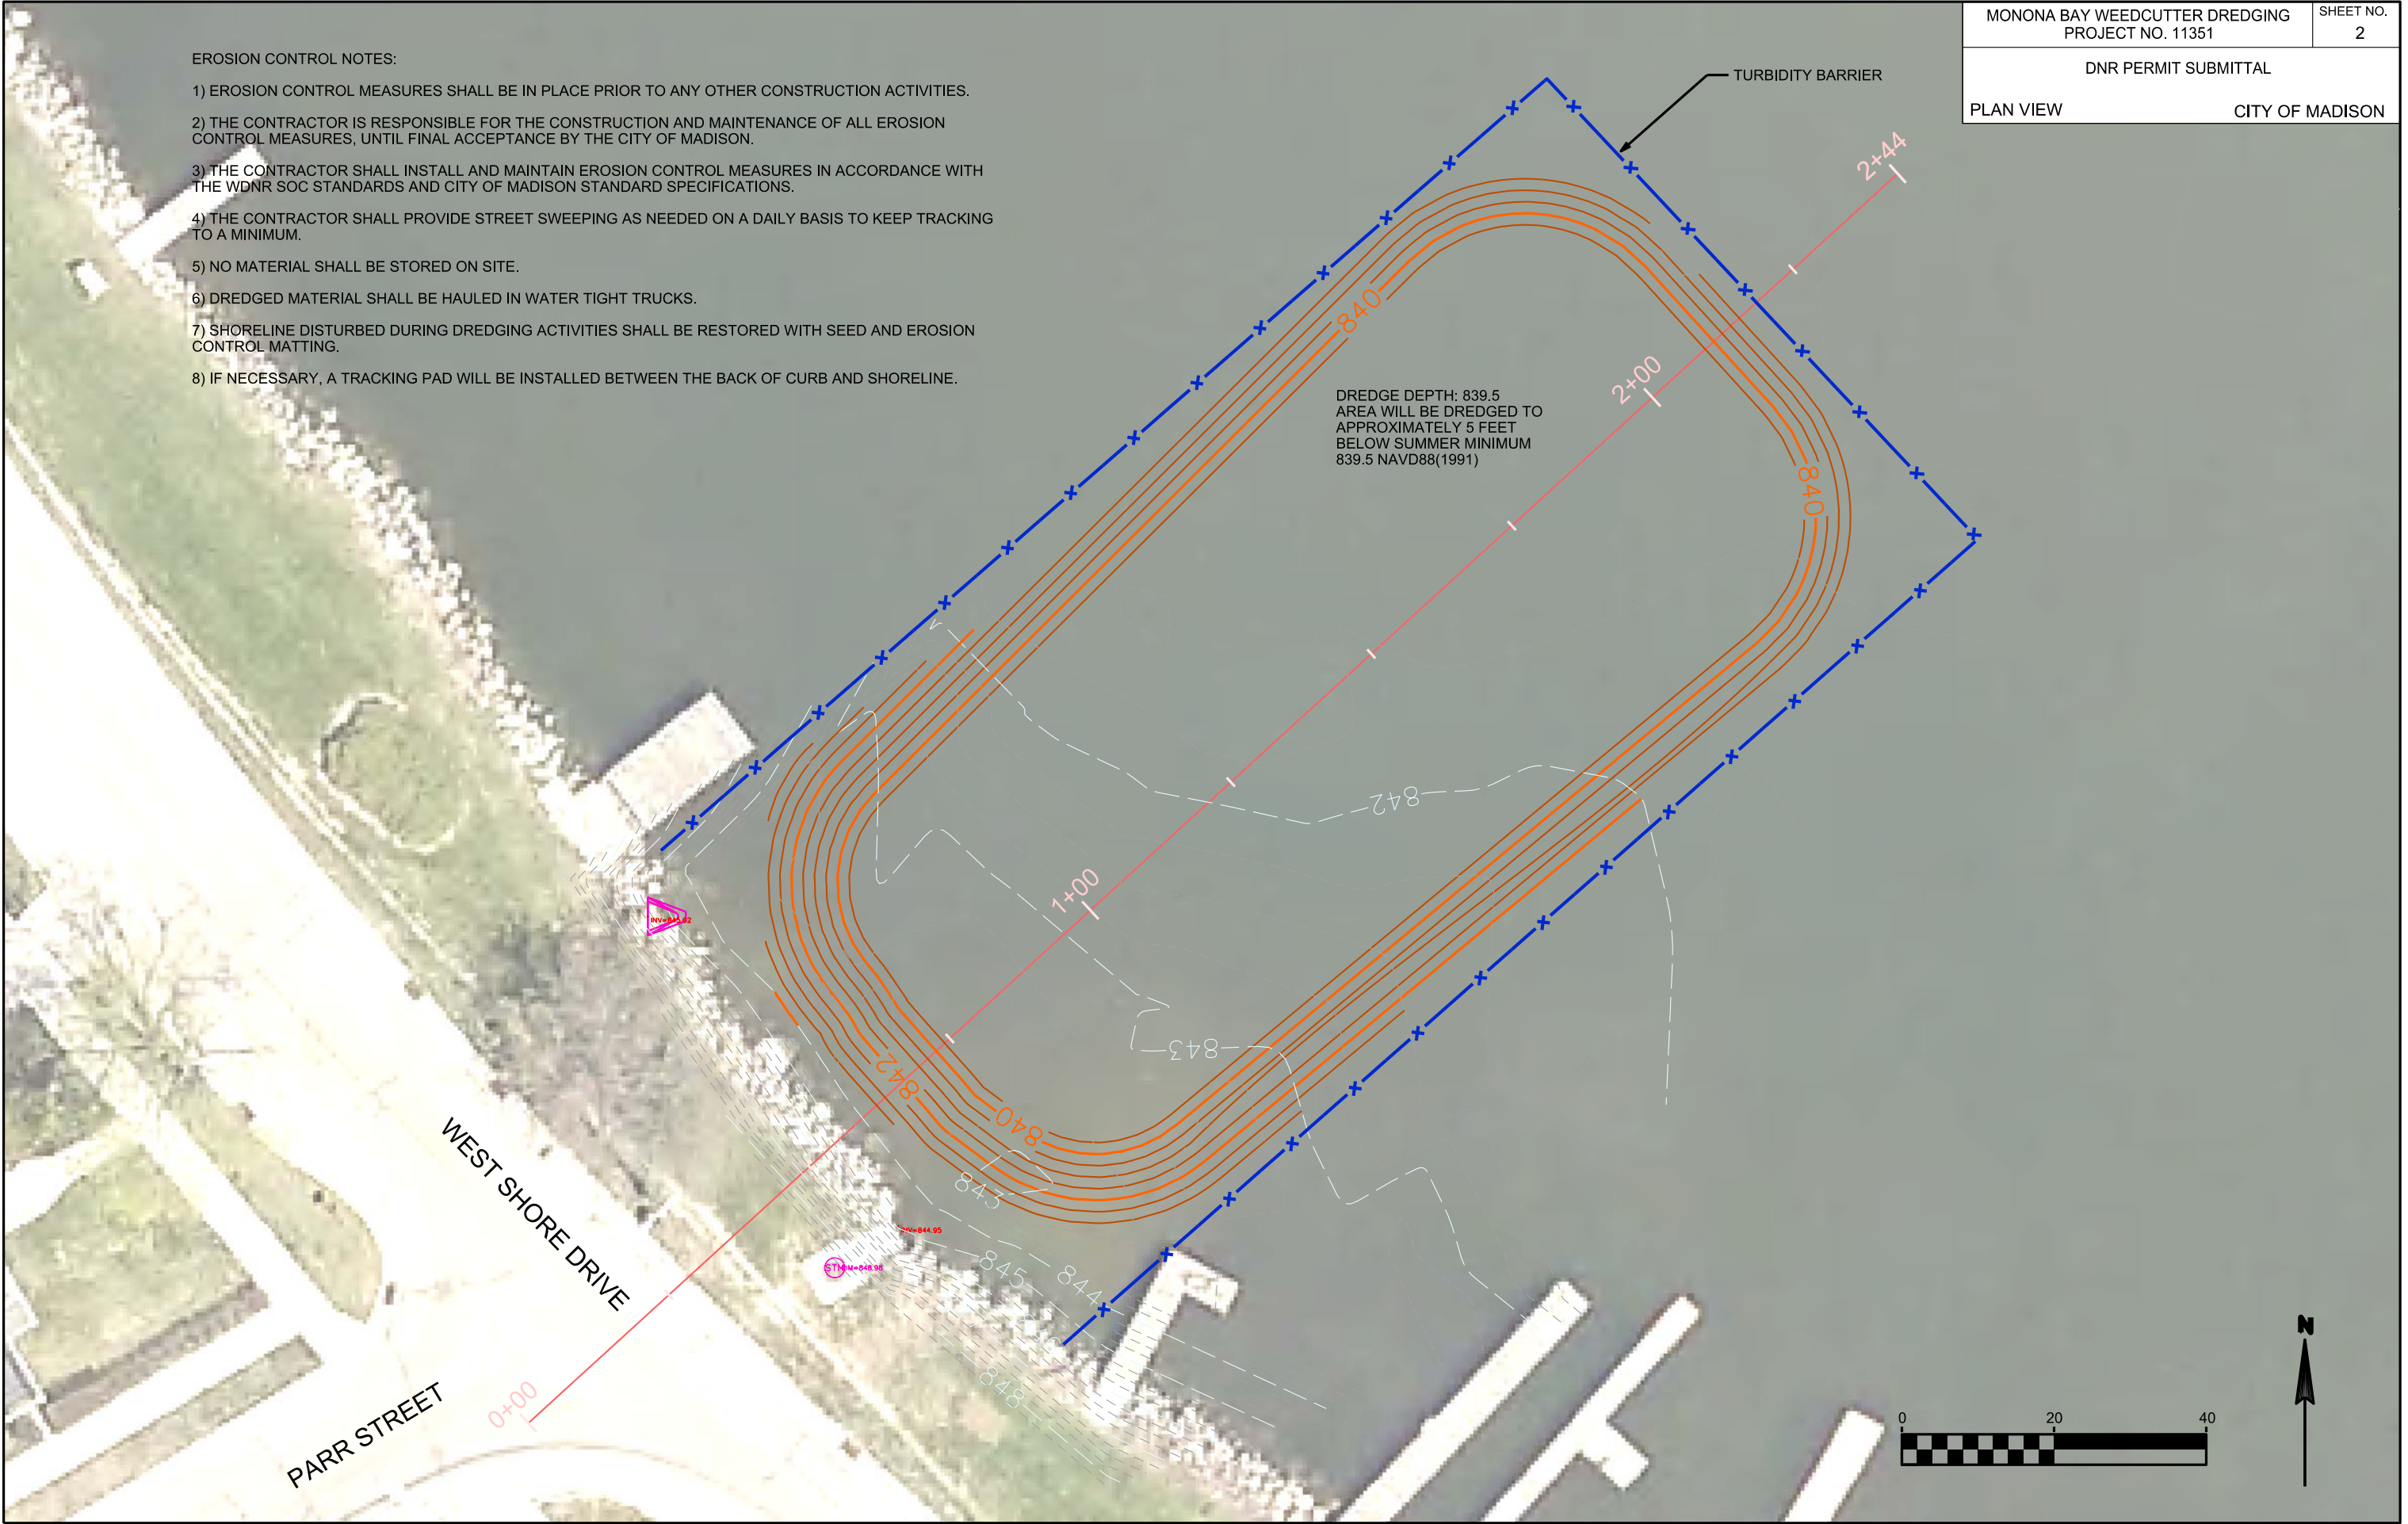 MONONA BAY WEEDCUTTER DREDGING
PROJECT NO. 11351
SHEET NO.
2
DNR PERMIT SUBMITTAL
PLAN VIEW
CITY OF MADISON
EROSION CONTROL NOTES:
1) EROSION CONTROL MEASURES SHALL BE IN PLACE PRIOR TO ANY OTHER CONSTRUCTION ACTIVITIES.
2) THE CONTRACTOR IS RESPONSIBLE FOR THE CONSTRUCTION AND MAINTENANCE OF ALL EROSION
CONTROL MEASURES, UNTIL FINAL ACCEPTANCE BY THE CITY OF MADISON.
3) THE CONTRACTOR SHALL INSTALL AND MAINTAIN EROSION CONTROL MEASURES IN ACCORDANCE WITH
THE WDNR SOC STANDARDS AND CITY OF MADISON STANDARD SPECIFICATIONS.
4) THE CONTRACTOR SHALL PROVIDE STREET SWEEPING AS NEEDED ON A DAILY BASIS TO KEEP TRACKING
TO A MINIMUM.
5) NO MATERIAL SHALL BE STORED ON SITE.
6) DREDGED MATERIAL SHALL BE HAULED IN WATER TIGHT TRUCKS.
7) SHORELINE DISTURBED DURING DREDGING ACTIVITIES SHALL BE RESTORED WITH SEED AND EROSION
CONTROL MATTING.
8) IF NECESSARY, A TRACKING PAD WILL BE INSTALLED BETWEEN THE BACK OF CURB AND SHORELINE.
TURBIDITY BARRIER
2+44
840
2+00
DREDGE DEPTH: 839.5
AREA WILL BE DREDGED TO
APPROXIMATELY 5 FEET
BELOW SUMMER MINIMUM
839.5 NAVD88(1991)
840
842
1+00
843
842
840
843
INV=844.95
845
844
848
WEST SHORE DRIVE
PARR STREET
0+00
0 20 40
N